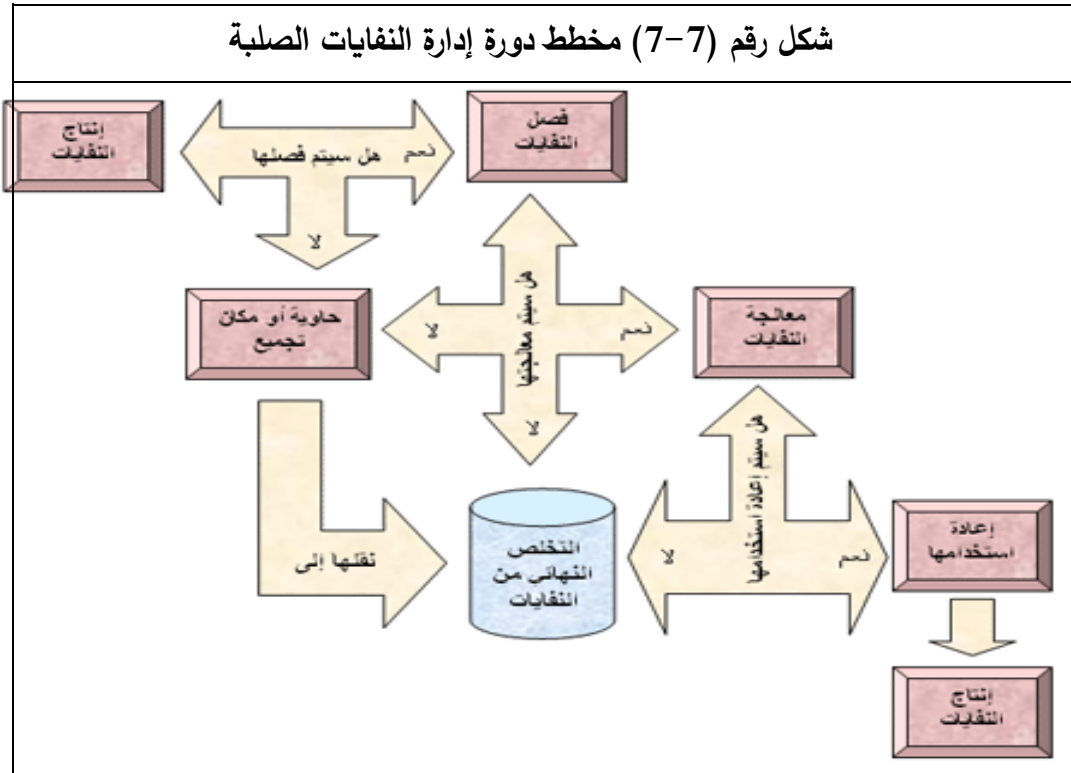 شكل رقم (7-7) مخطط دورة إدارة النفايات الصلبة
إنتاج
النفايات
هل سيتم فصلها
نعم
لا
فصل
النفايات
حاوية أو مكان
تجميع
هل سيتم معالجتها
لا
نعم
لا
معالجة
النفايات
نقلها إلى
التخلص
النهائي من
النفايات
هل سيتم إعادة استخدامها
لا
نعم
إعادة
استخدامها
إنتاج
النفايات